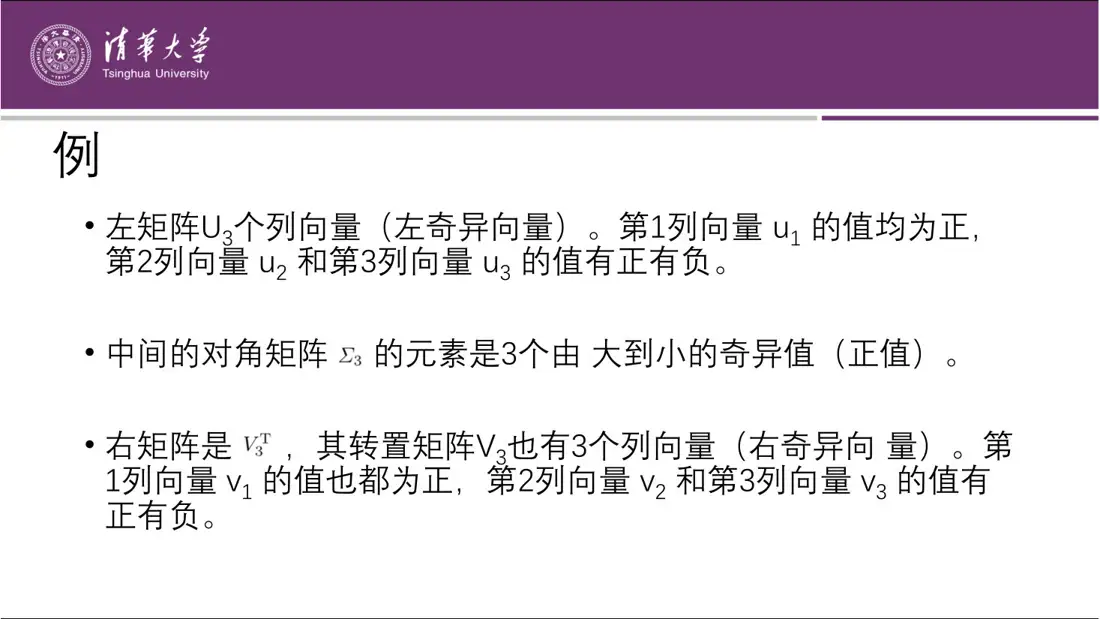 清华大学
Tsinghua University
例
• 左矩阵U₃个列向量（左奇异向量）。第1列向量 u₁ 的值均为正，
第2列向量 u₂ 和第3列向量 u₃ 的值有正有负。
• 中间的对角矩阵 Σ₃ 的元素是3个由 大到小的奇异值（正值）。
• 右矩阵是 V₃ᵀ ，其转置矩阵V₃也有3个列向量（右奇异向 量）。第
1列向量 v₁ 的值也都为正，第2列向量 v₂ 和第3列向量 v₃ 的值有
正有负。